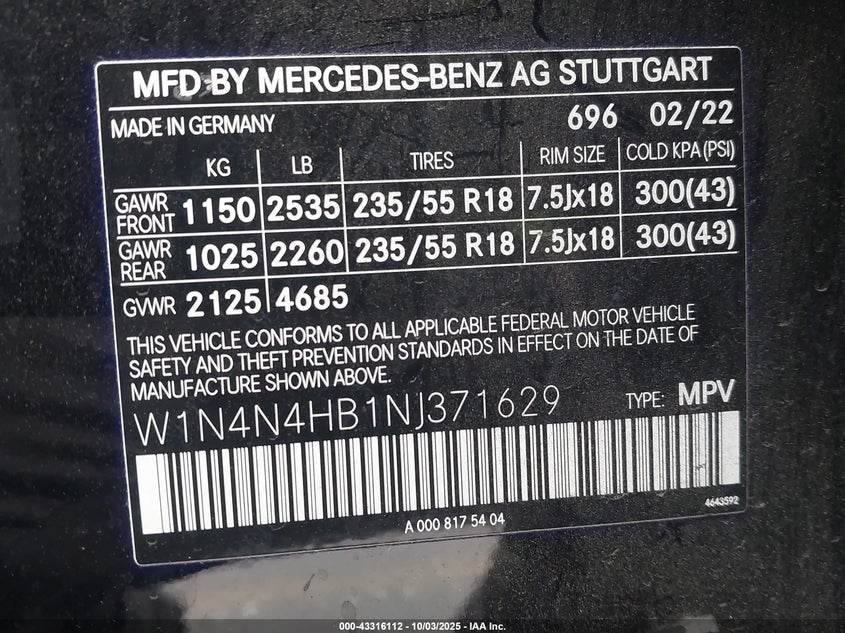 MFD BY MERCEDES-BENZ AG STUTTGART
MADE IN GERMANY 696 02/22
KG LB TIRES RIM SIZE COLD KPA (PSI)
GAWR FRONT 1150 2535 235/55 R18 7.5Jx18 300(43)
GAWR REAR 1025 2260 235/55 R18 7.5Jx18 300(43)
GVWR 2125 4685
THIS VEHICLE CONFORMS TO ALL APPLICABLE FEDERAL MOTOR VEHICLE
SAFETY AND THEFT PREVENTION STANDARDS IN EFFECT ON THE DATE OF
MANUFACTURE SHOWN ABOVE.
W1N4N4HB1NJ371629 TYPE: MPV
4643592
A 000 817 54 04
000-43316112 - 10/03/2025 - IAA Inc.